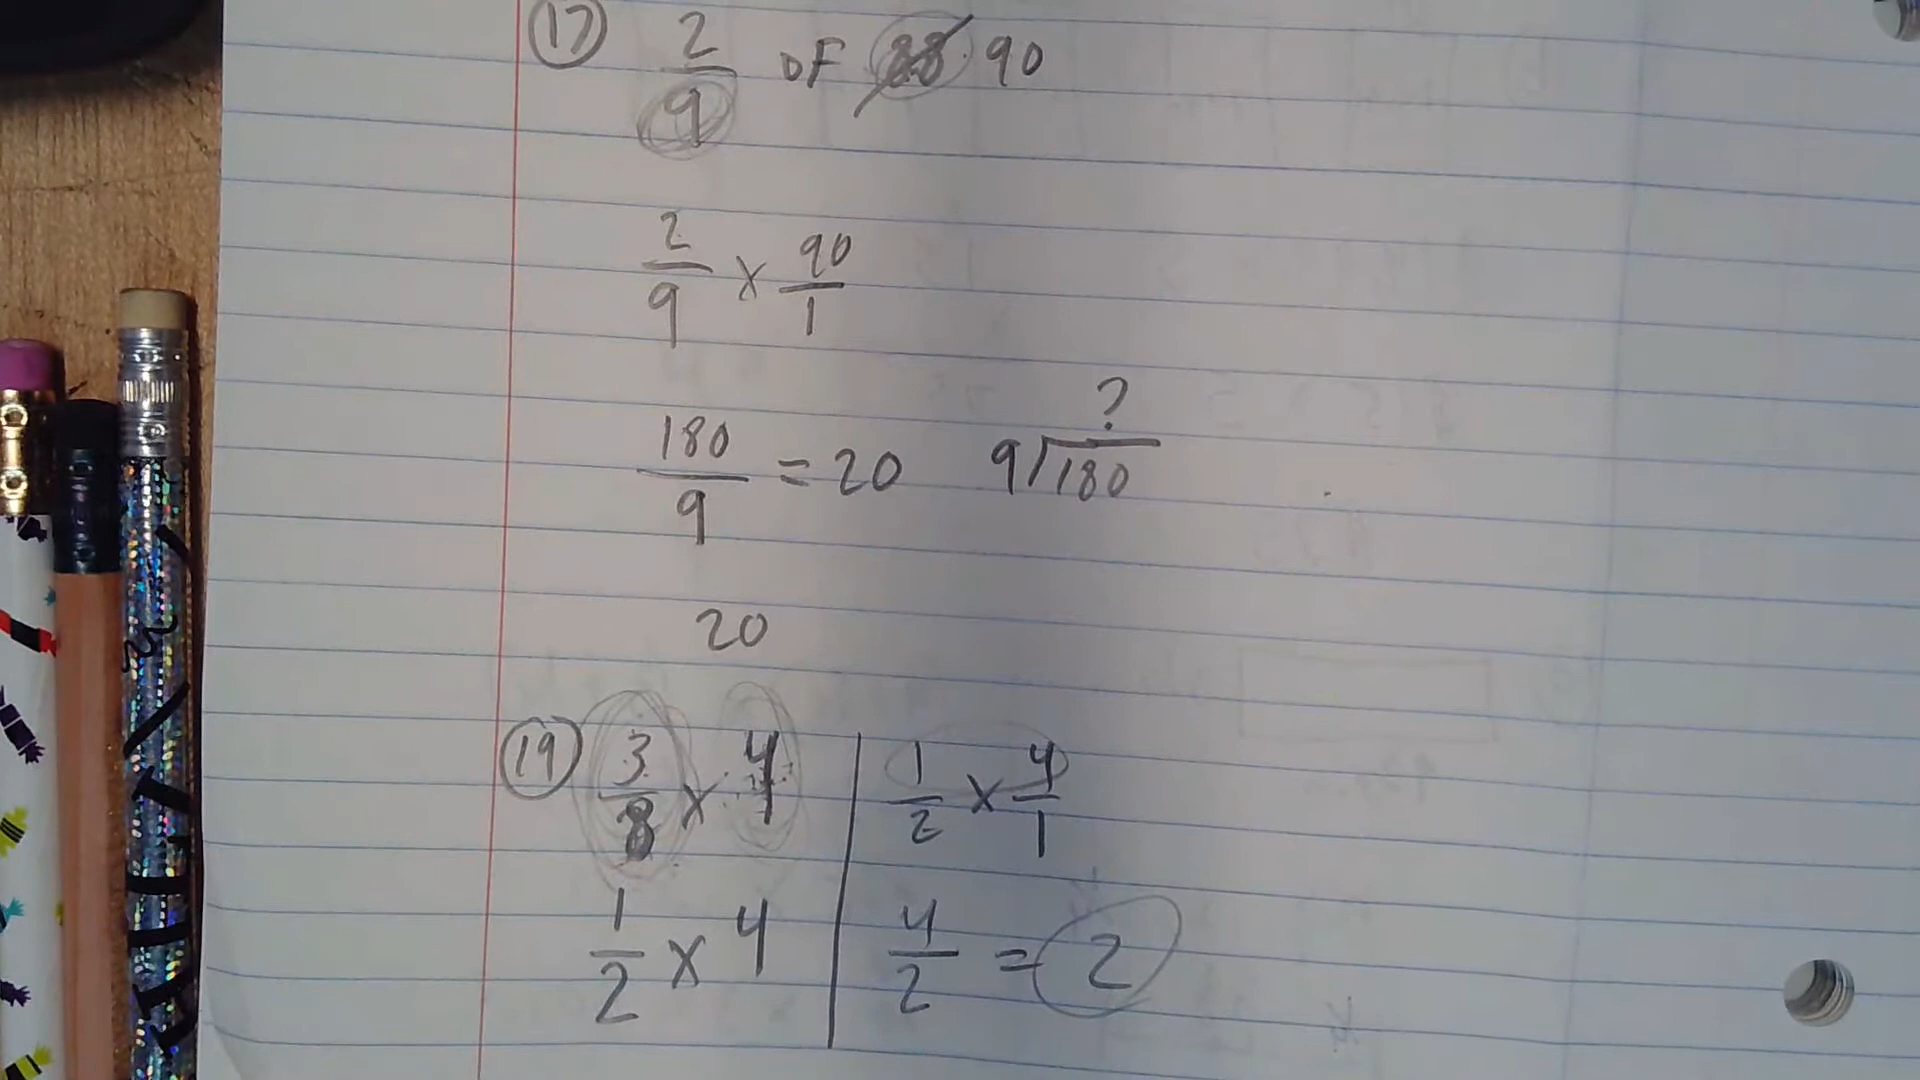 17 2/9 OF 88 90
2/9 x 90/1
180/9 = 20 9)180 ?
20
19 3/8 x 4 | 1/2 x 4/1
1/2 x 4 | 4/2 = 2